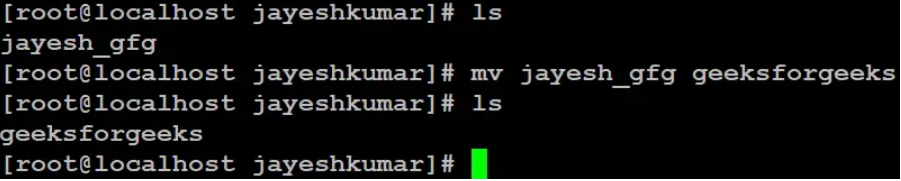 [root@localhost jayeshkumar]# ls
jayesh_gfg
[root@localhost jayeshkumar]# mv jayesh_gfg geeksforgeeks
[root@localhost jayeshkumar]# ls
geeksforgeeks
[root@localhost jayeshkumar]#